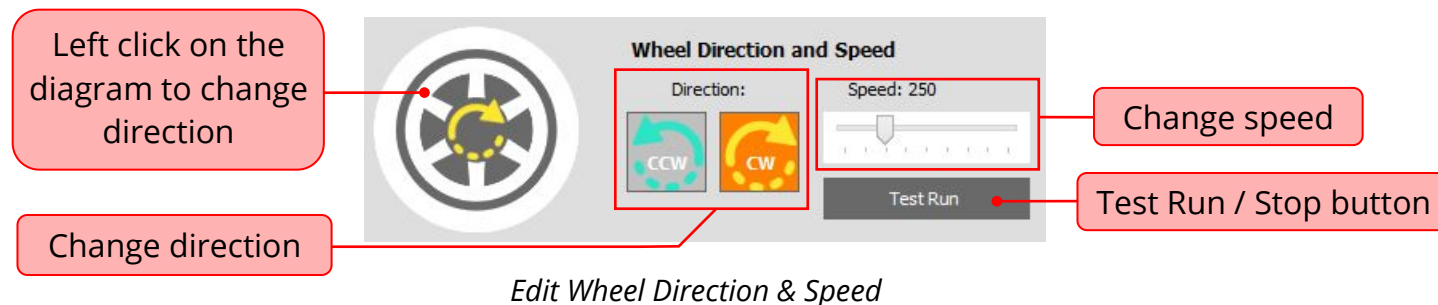 Left click on the
diagram to change
direction
Wheel Direction and Speed
Direction:
Speed: 250
CCW
CW
Change speed
Test Run
Test Run / Stop button
Change direction
Edit Wheel Direction & Speed